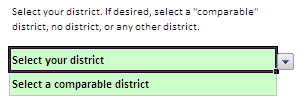 Select your district. If desired, select a "comparable"
district, no district, or any other district.
Select your district
Select a comparable district